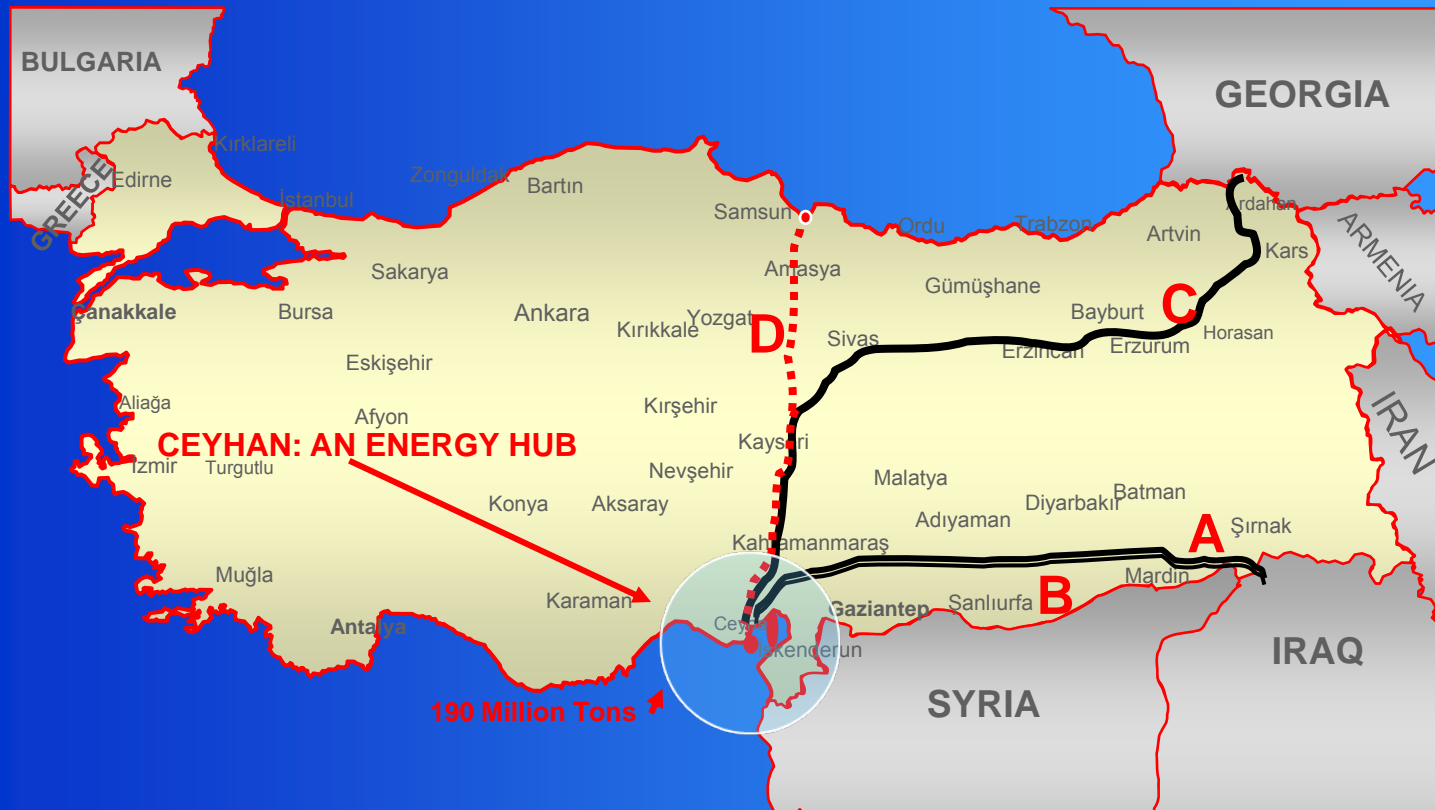 BULGARIA
GEORGIA
Kırklareli
GREECE
Edirne
Zonguldak
Bartın
İstanbul
Samsun
Ordu
Trabzon
Artvin
Ardahan
Kars
ARMENIA
Sakarya
Amasya
Gümüşhane
Çanakkale
Bursa
Ankara
Kırıkkale
Yozgat
D
Sivas
Bayburt
C
Erzincan
Erzurum
Horasan
Eskişehir
Aliağa
Afyon
Kırşehir
IRAN
CEYHAN: AN ENERGY HUB
Kayseri
İzmir
Turgutlu
Nevşehir
Malatya
Konya
Aksaray
Adıyaman
Diyarbakır
Batman
A
Şırnak
Kahramanmaraş
Muğla
Mardin
Karaman
Gaziantep
Şanlıurfa
B
Antalya
İskenderun
IRAQ
SYRIA
190 Million Tons